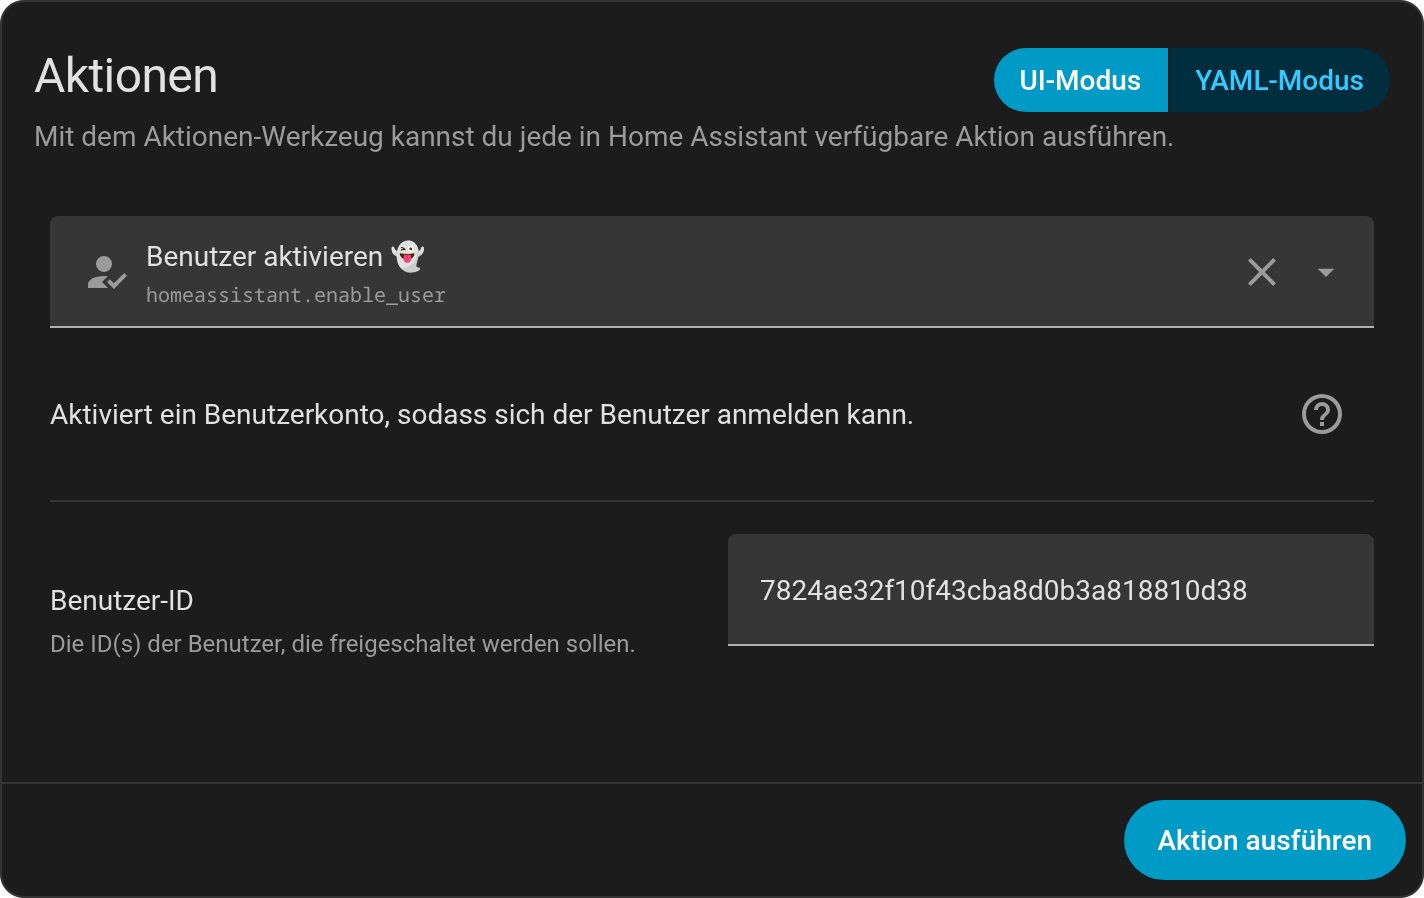 Aktionen
UI-Modus
YAML-Modus
Mit dem Aktionen-Werkzeug kannst du jede in Home Assistant verfügbare Aktion ausführen.
Benutzer aktivieren 👻
homeassistant.enable_user
Aktiviert ein Benutzerkonto, sodass sich der Benutzer anmelden kann.
Benutzer-ID
Die ID(s) der Benutzer, die freigeschaltet werden sollen.
7824ae32f10f43cba8d0b3a818810d38
Aktion ausführen